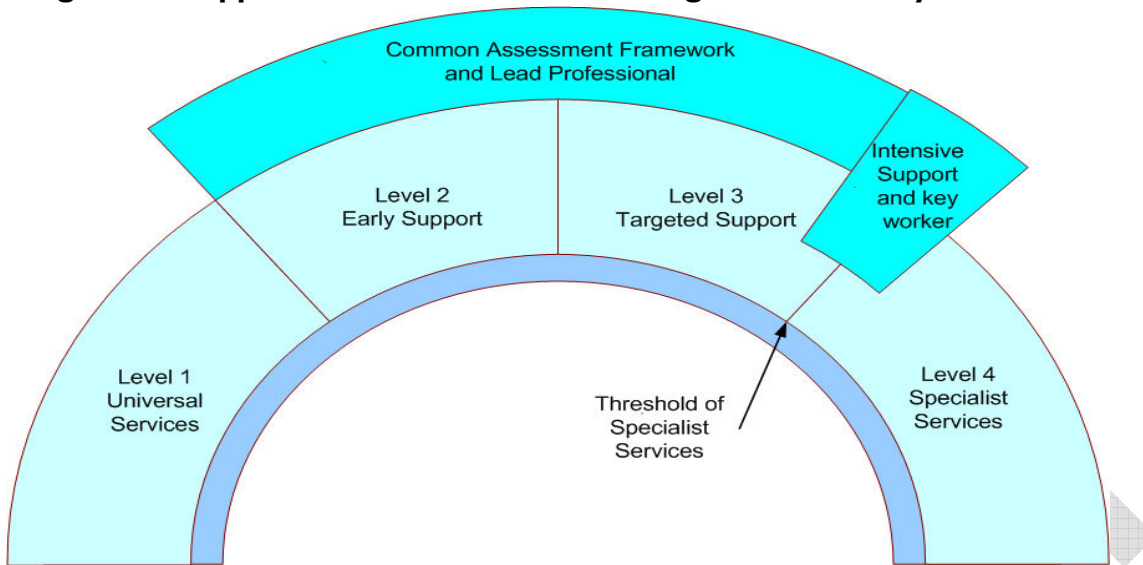 Common Assessment Framework
and Lead Professional
Intensive
Support
and key
worker
Level 2
Early Support
Level 3
Targeted Support
Level 1
Universal
Services
Threshold of
Specialist
Services
Level 4
Specialist
Services